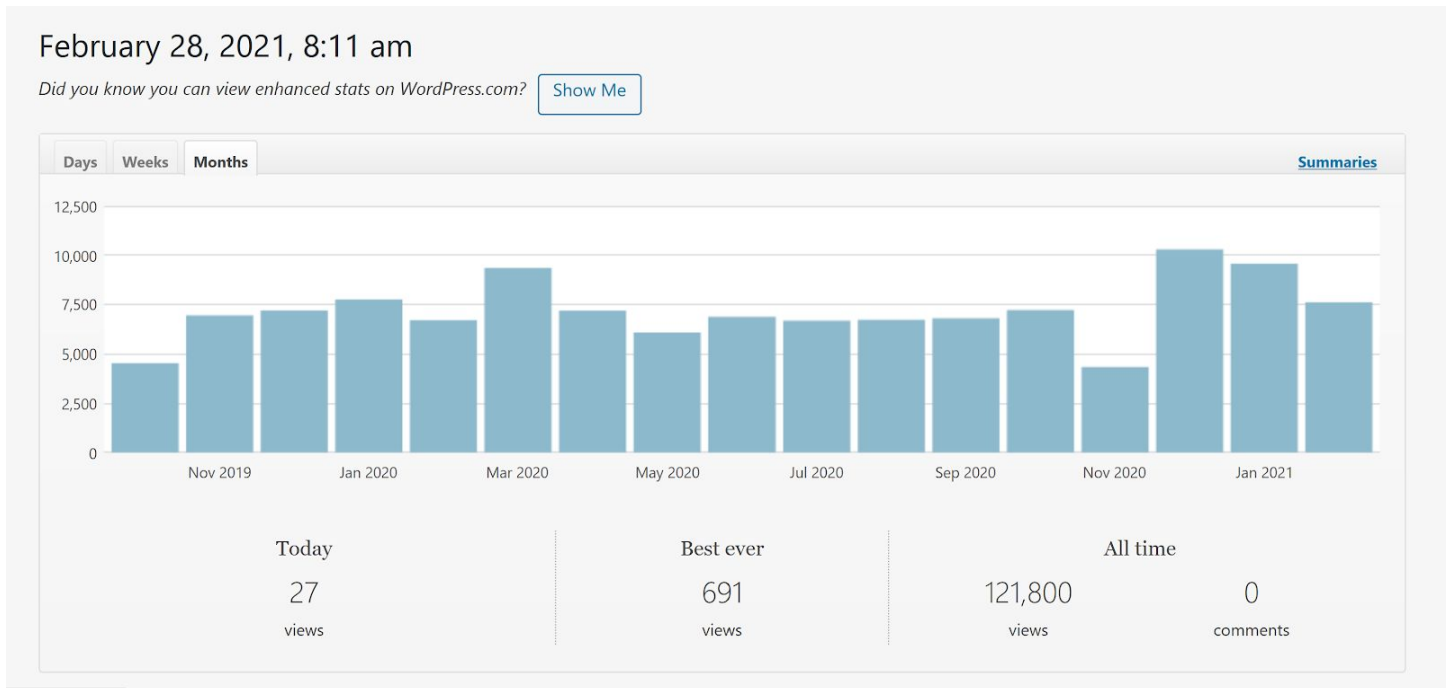 February 28, 2021, 8:11 am
Did you know you can view enhanced stats on WordPress.com? Show Me
Days Weeks Months Summaries
12,500
10,000
7,500
5,000
2,500
0
Nov 2019 Jan 2020 Mar 2020 May 2020 Jul 2020 Sep 2020 Nov 2020 Jan 2021
Today Best ever All time
27 691 121,800 0
views views views comments